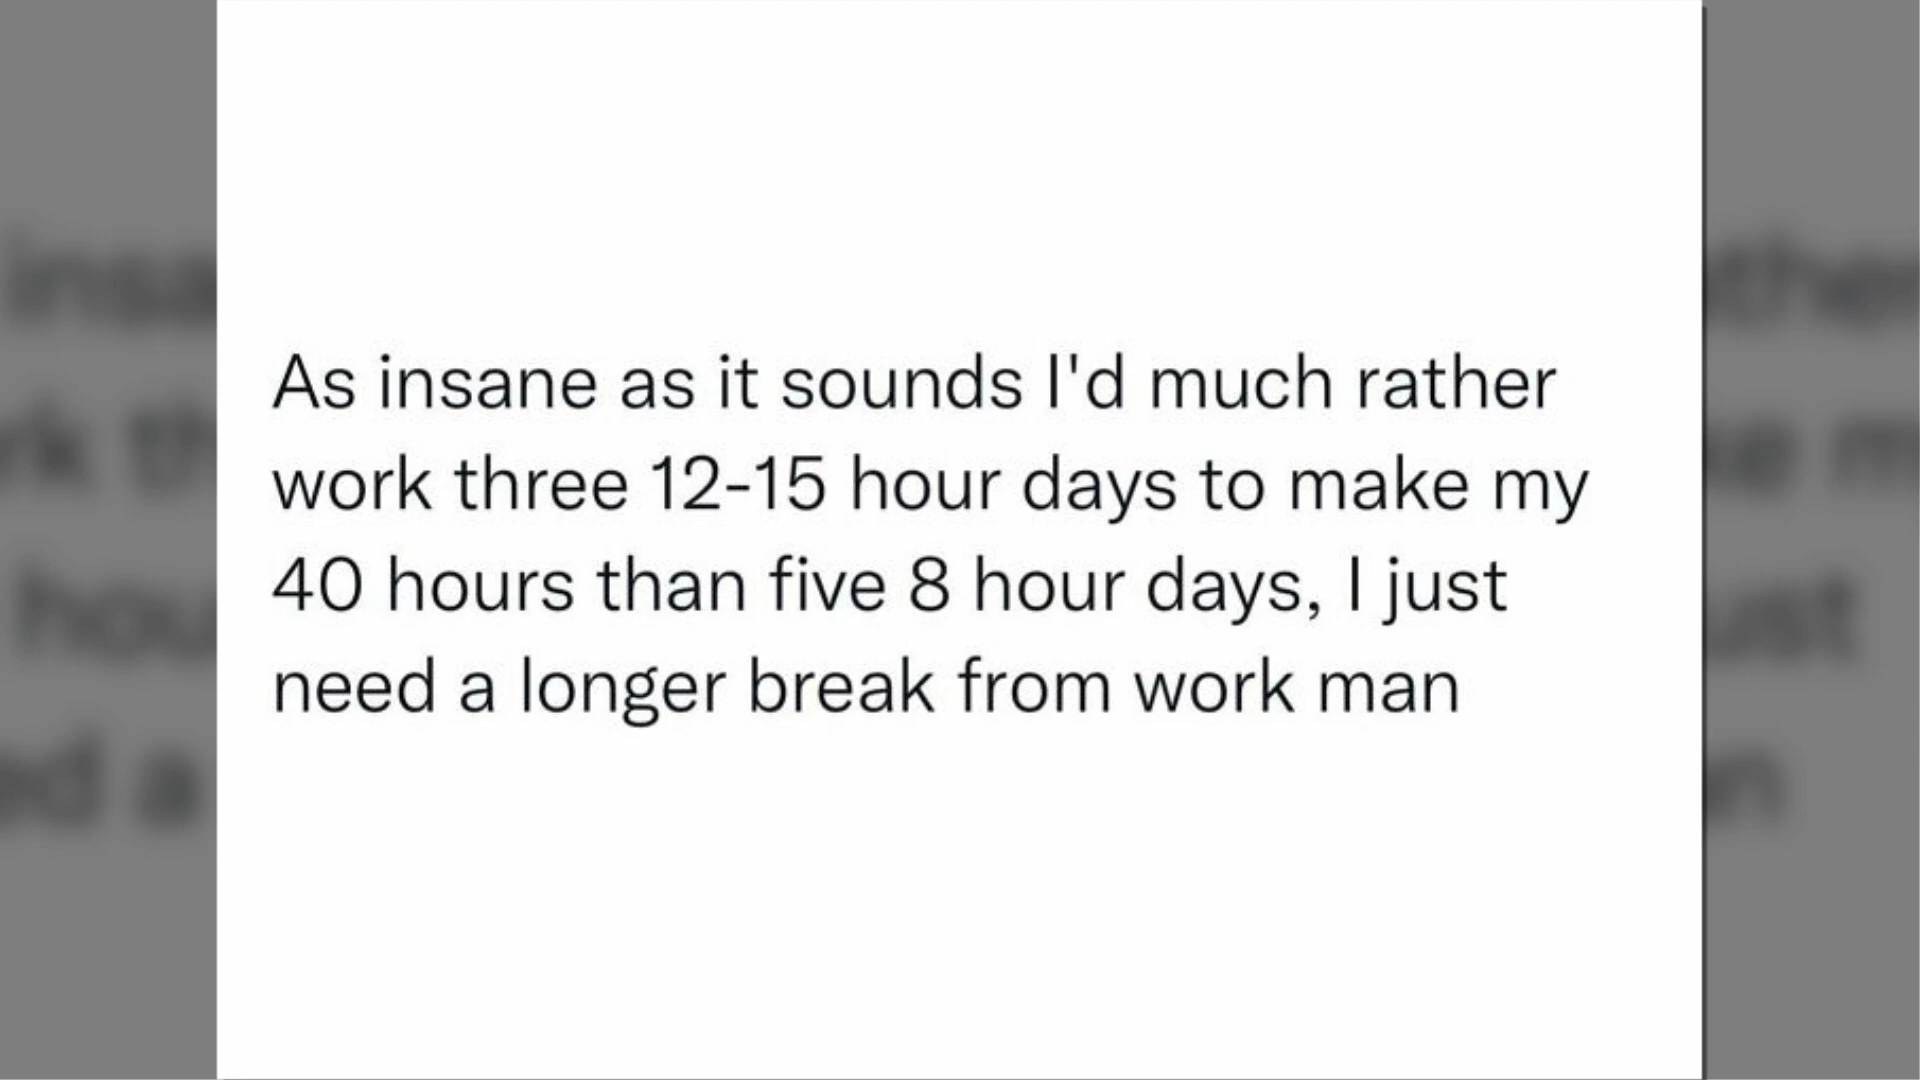 As insane as it sounds I'd much rather
work three 12-15 hour days to make my
40 hours than five 8 hour days, I just
need a longer break from work man